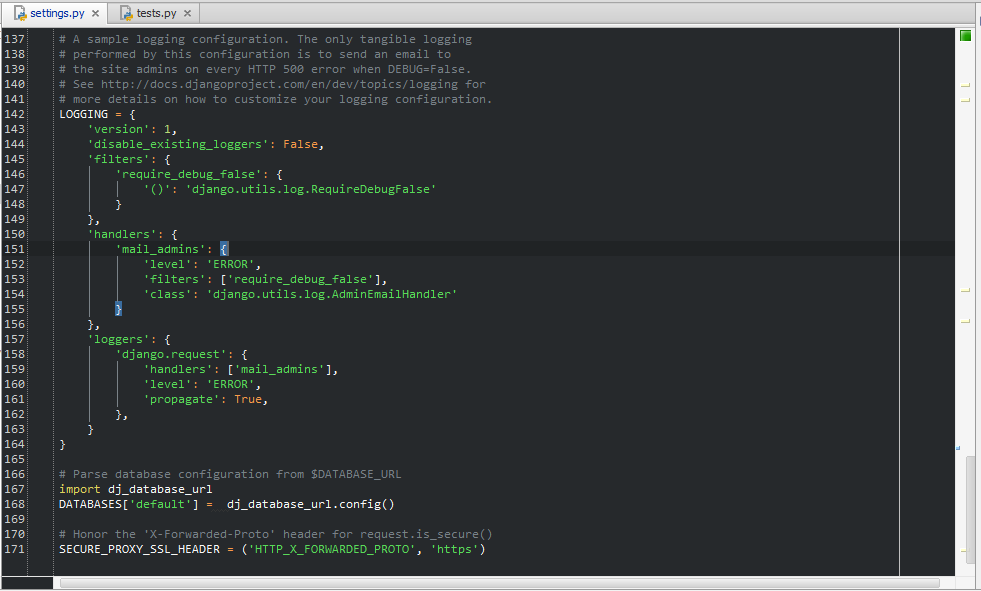 settings.py tests.py
137 # A sample logging configuration. The only tangible logging
138 # performed by this configuration is to send an email to
139 # the site admins on every HTTP 500 error when DEBUG=False.
140 # See http://docs.djangoproject.com/en/dev/topics/logging for
141 # more details on how to customize your logging configuration.
142 LOGGING = {
143     'version': 1,
144     'disable_existing_loggers': False,
145     'filters': {
146         'require_debug_false': {
147             '()': 'django.utils.log.RequireDebugFalse'
148         }
149     },
150     'handlers': {
151         'mail_admins': {
152             'level': 'ERROR',
153             'filters': ['require_debug_false'],
154             'class': 'django.utils.log.AdminEmailHandler'
155         }
156     },
157     'loggers': {
158         'django.request': {
159             'handlers': ['mail_admins'],
160             'level': 'ERROR',
161             'propagate': True,
162         },
163     }
164 }
165
166 # Parse database configuration from $DATABASE_URL
167 import dj_database_url
168 DATABASES['default'] =  dj_database_url.config()
169
170 # Honor the 'X-Forwarded-Proto' header for request.is_secure()
171 SECURE_PROXY_SSL_HEADER = ('HTTP_X_FORWARDED_PROTO', 'https')